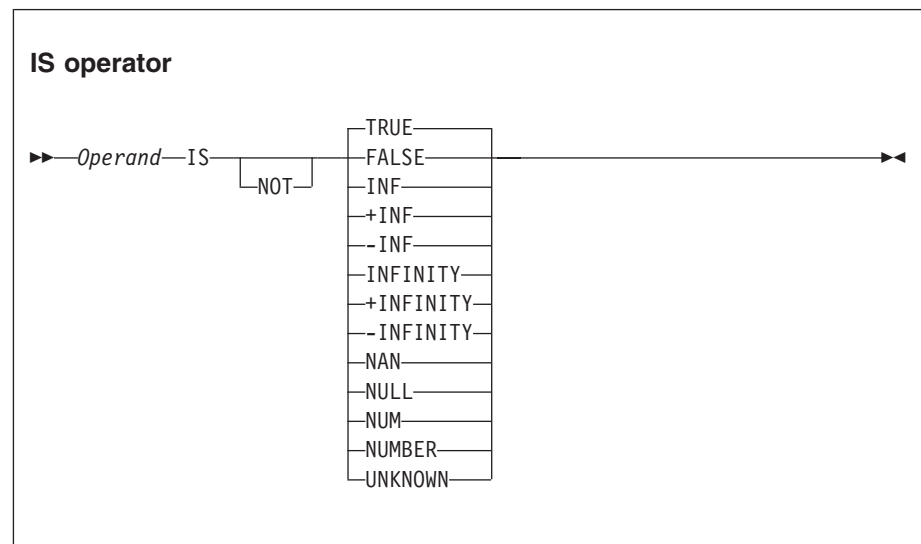 IS operator
TRUE
Operand IS FALSE
NOT INF
+INF
-INF
INFINITY
+INFINITY
-INFINITY
NAN
NULL
NUM
NUMBER
UNKNOWN